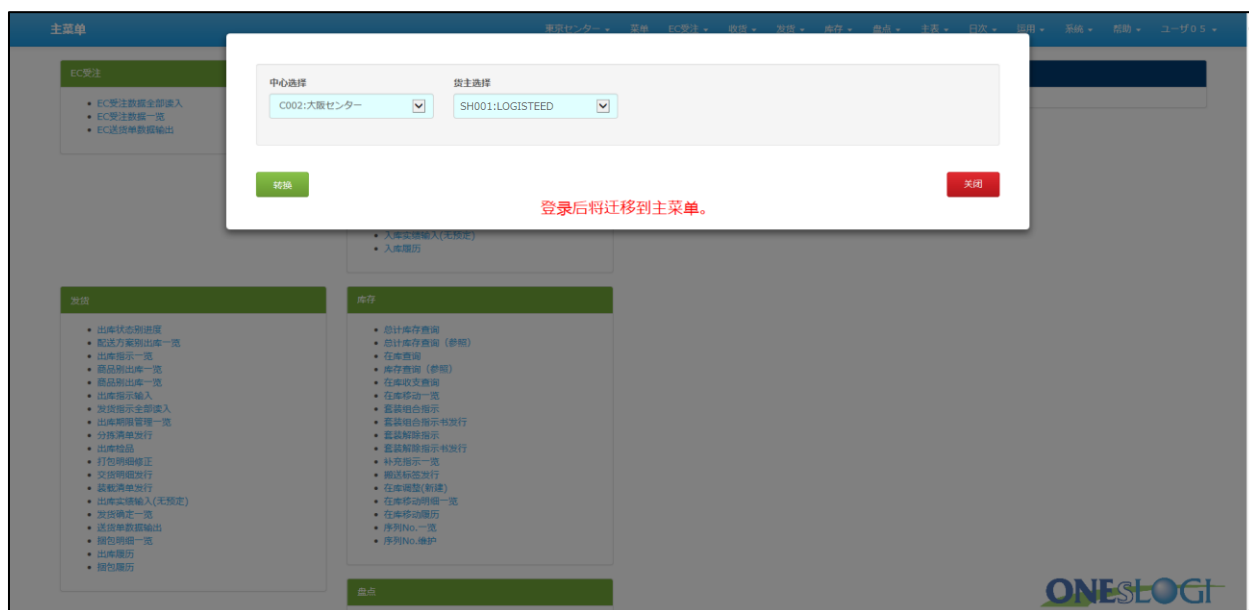 主菜单
東京センター 菜单 EC受注 收货 发货 库存 盘点 主表 日次 运用 系统 帮助 ユーザ05
EC受注
EC受注数据全部读入
EC受注数据一览
EC送货单数据输出
中心选择
货主选择
C002:大阪センター
SH001:LOGISTEED
转换
关闭
登录后将迁移到主菜单。
入库实绩输入(无预定)
入库履历
发货
出库状态别进度
配送方案别出库一览
出库指示一览
商品别出库一览
商品别出库一览
出库指示输入
发货指示全部读入
出库期限管理一览
分拣清单发行
出库检品
打包明细修正
交货明细发行
装载清单发行
出库实绩输入(无预定)
发货确定一览
送货单数据输出
捆包明细一览
出库履历
捆包履历
库存
总计库存查询
总计库存查询（参照）
在库查询
库存查询（参照）
在库收支查询
在库移动一览
套装组合指示
套装组合指示书发行
套装解除指示
套装解除指示书发行
补充指示一览
搬送标签发行
在库调整(新建)
在库移动明细一览
在库移动履历
序列No.一览
序列No.维护
盘点
ONEsLOGI